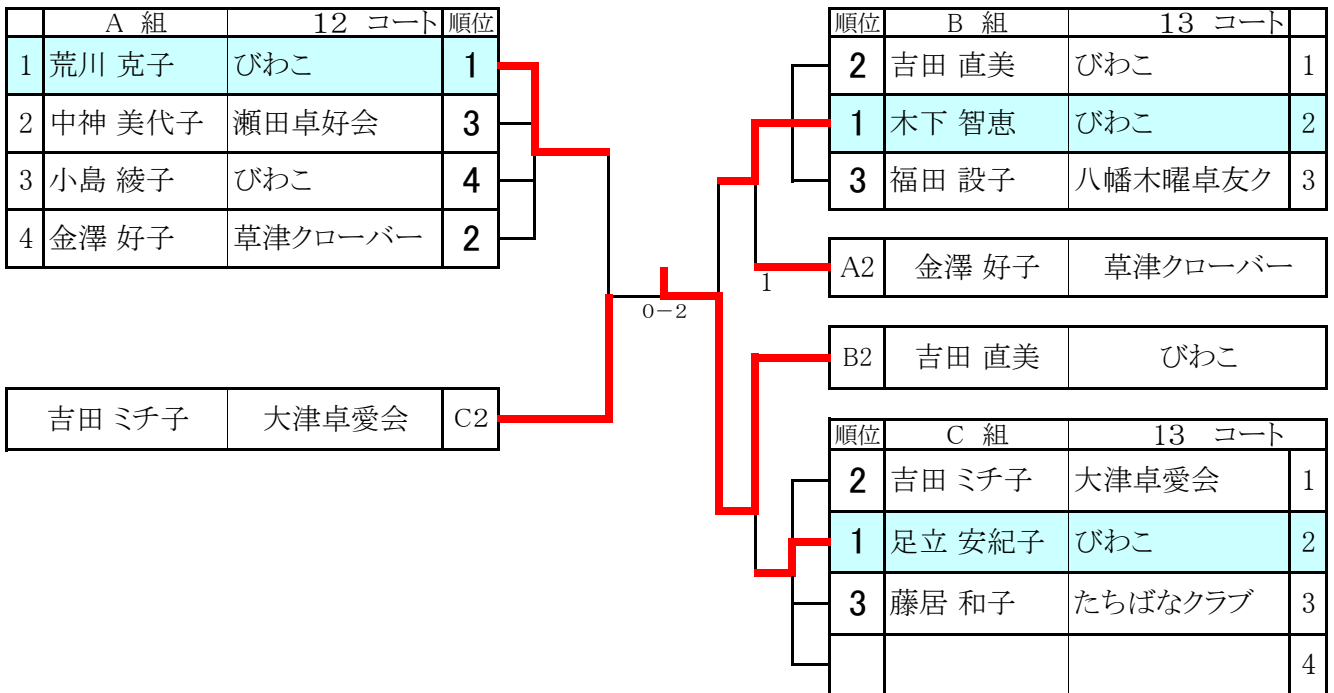 A 組 12 コート 順位
1 荒川 克子 びわこ 1
2 中神 美代子 瀬田卓好会 3
3 小島 綾子 びわこ 4
4 金澤 好子 草津クローバー 2
吉田 ミチ子 大津卓愛会 C2
0-2
1
順位 B 組 13 コート
2 吉田 直美 びわこ 1
1 木下 智恵 びわこ 2
3 福田 設子 八幡木曜卓友ク 3
A2 金澤 好子 草津クローバー
B2 吉田 直美 びわこ
順位 C 組 13 コート
2 吉田 ミチ子 大津卓愛会 1
1 足立 安紀子 びわこ 2
3 藤居 和子 たちばなクラブ 3
4